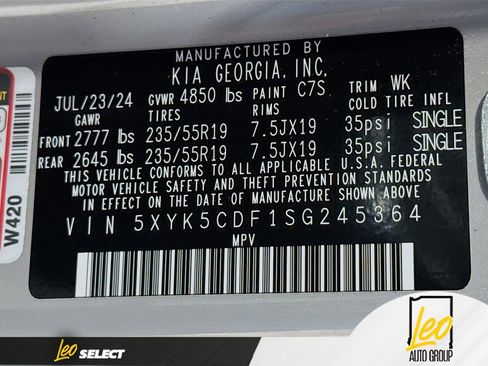 MANUFACTURED BY
KIA GEORGIA, INC.
JUL/23/24 GVWR 4850 lbs PAINT C7S TRIM WK
GAWR TIRES RIMS COLD TIRE INFL
FRONT 2777 lbs 235/55R19 7.5JX19 35psi SINGLE
REAR 2645 lbs 235/55R19 7.5JX19 35psi SINGLE
THIS VEHICLE CONFORMS TO ALL APPLICABLE U.S.A. FEDERAL
MOTOR VEHICLE SAFETY AND THEFT PREVENTION STANDARDS
IN EFFECT ON THE DATE OF MANUFACTURE SHOWN ABOVE.
VIN 5XYK5CDF1SG245364
MPV
W420
Leo SELECT
Leo
AUTO GROUP